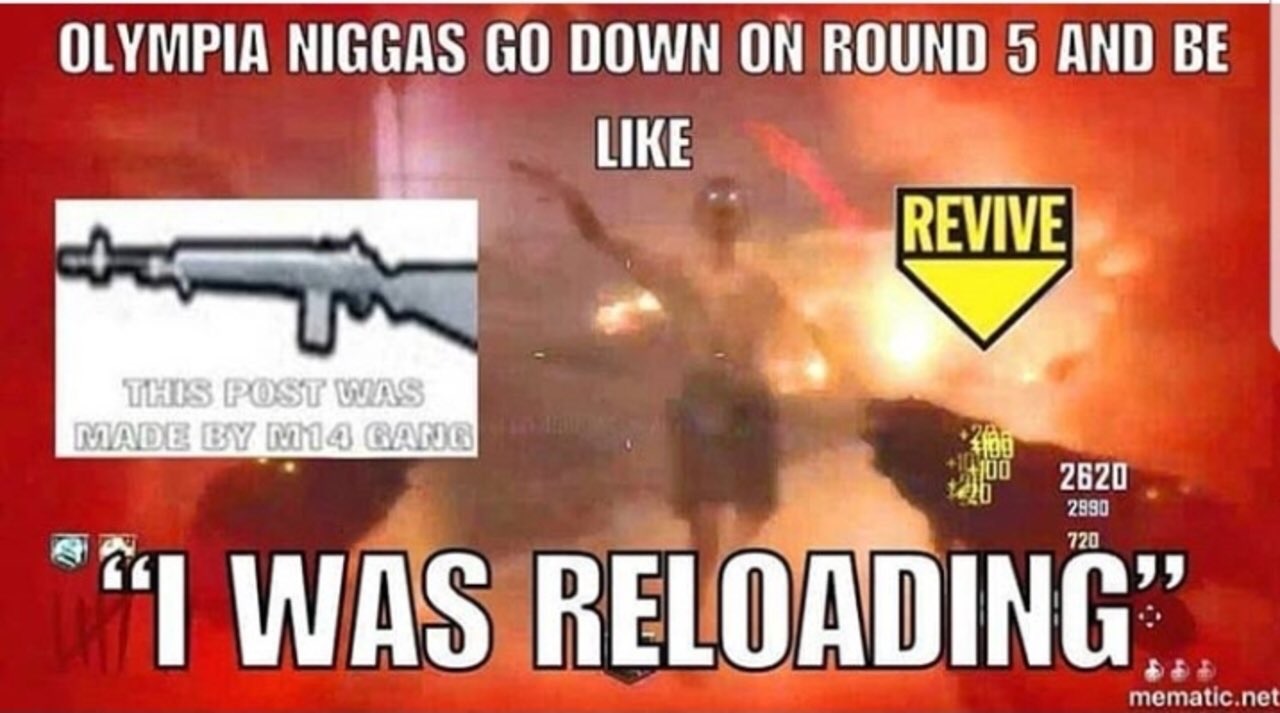 OLYMPIA NIGGAS GO DOWN ON ROUND 5 AND BE
LIKE
REVIVE
THIS POST WAS
MADE BY M14 GANG
+100
2620
2990
720
“I WAS RELOADING”
mematic.net